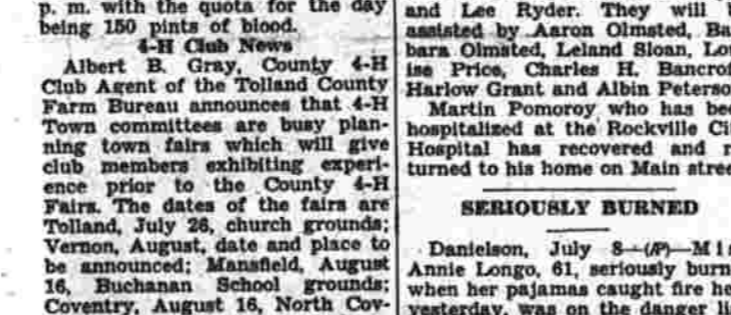 p. m. with the quota for the day
being 150 pints of blood.
4-H Club News
Albert B. Gray, County 4-H
Club Agent of the Tolland County
Farm Bureau announces that 4-H
Town committees are busy plan-
ning town fairs which will give
club members exhibiting experi-
ence prior to the County 4-H
Fairs. The dates of the fairs are
Tolland, July 26, church grounds;
Vernon, August, date and place to
be announced; Mansfield, August
16, Buchanan School grounds;
Coventry, August 16, North Cov-
and Lee Ryder. They will
assisted by Aaron Olmsted, Ba
bara Olmsted, Leland Sloan, Lou
ise Price, Charles H. Bancrof
Harlow Grant and Albin Peterso
Martin Pomoroy who has bee
hospitalized at the Rockville Ci
Hospital has recovered and r
turned to his home on Main stree
SERIOUSLY BURNED
Danielson, July 8—(AP)—Mis
Annie Longo, 61, seriously burn
when her pajamas caught fire he
yesterday, was on the danger li